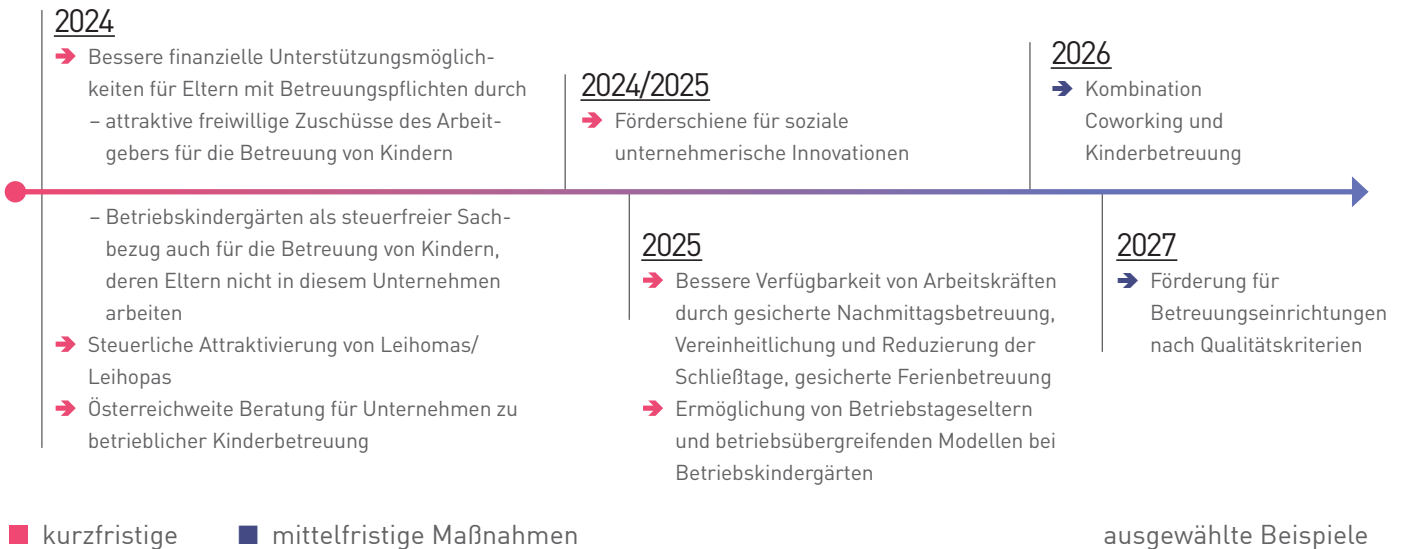 2024
Bessere finanzielle Unterstützungsmöglich-
keiten für Eltern mit Betreuungspflichten durch
– attraktive freiwillige Zuschüsse des Arbeit-
gebers für die Betreuung von Kindern
– Betriebskindergärten als steuerfreier Sach-
bezug auch für die Betreuung von Kindern,
deren Eltern nicht in diesem Unternehmen
arbeiten
Steuerliche Attraktivierung von Leihomas/
Leihopas
Österreichweite Beratung für Unternehmen zu
betrieblicher Kinderbetreuung
2024/2025
Förderschiene für soziale
unternehmerische Innovationen
2025
Bessere Verfügbarkeit von Arbeitskräften
durch gesicherte Nachmittagsbetreuung,
Vereinheitlichung und Reduzierung der
Schließtage, gesicherte Ferienbetreuung
Ermöglichung von Betriebstageseltern
und betriebsübergreifenden Modellen bei
Betriebskindergärten
2026
Kombination
Coworking und
Kinderbetreuung
2027
Förderung für
Betreuungseinrichtungen
nach Qualitätskriterien
kurzfristige
mittelfristige Maßnahmen
ausgewählte Beispiele